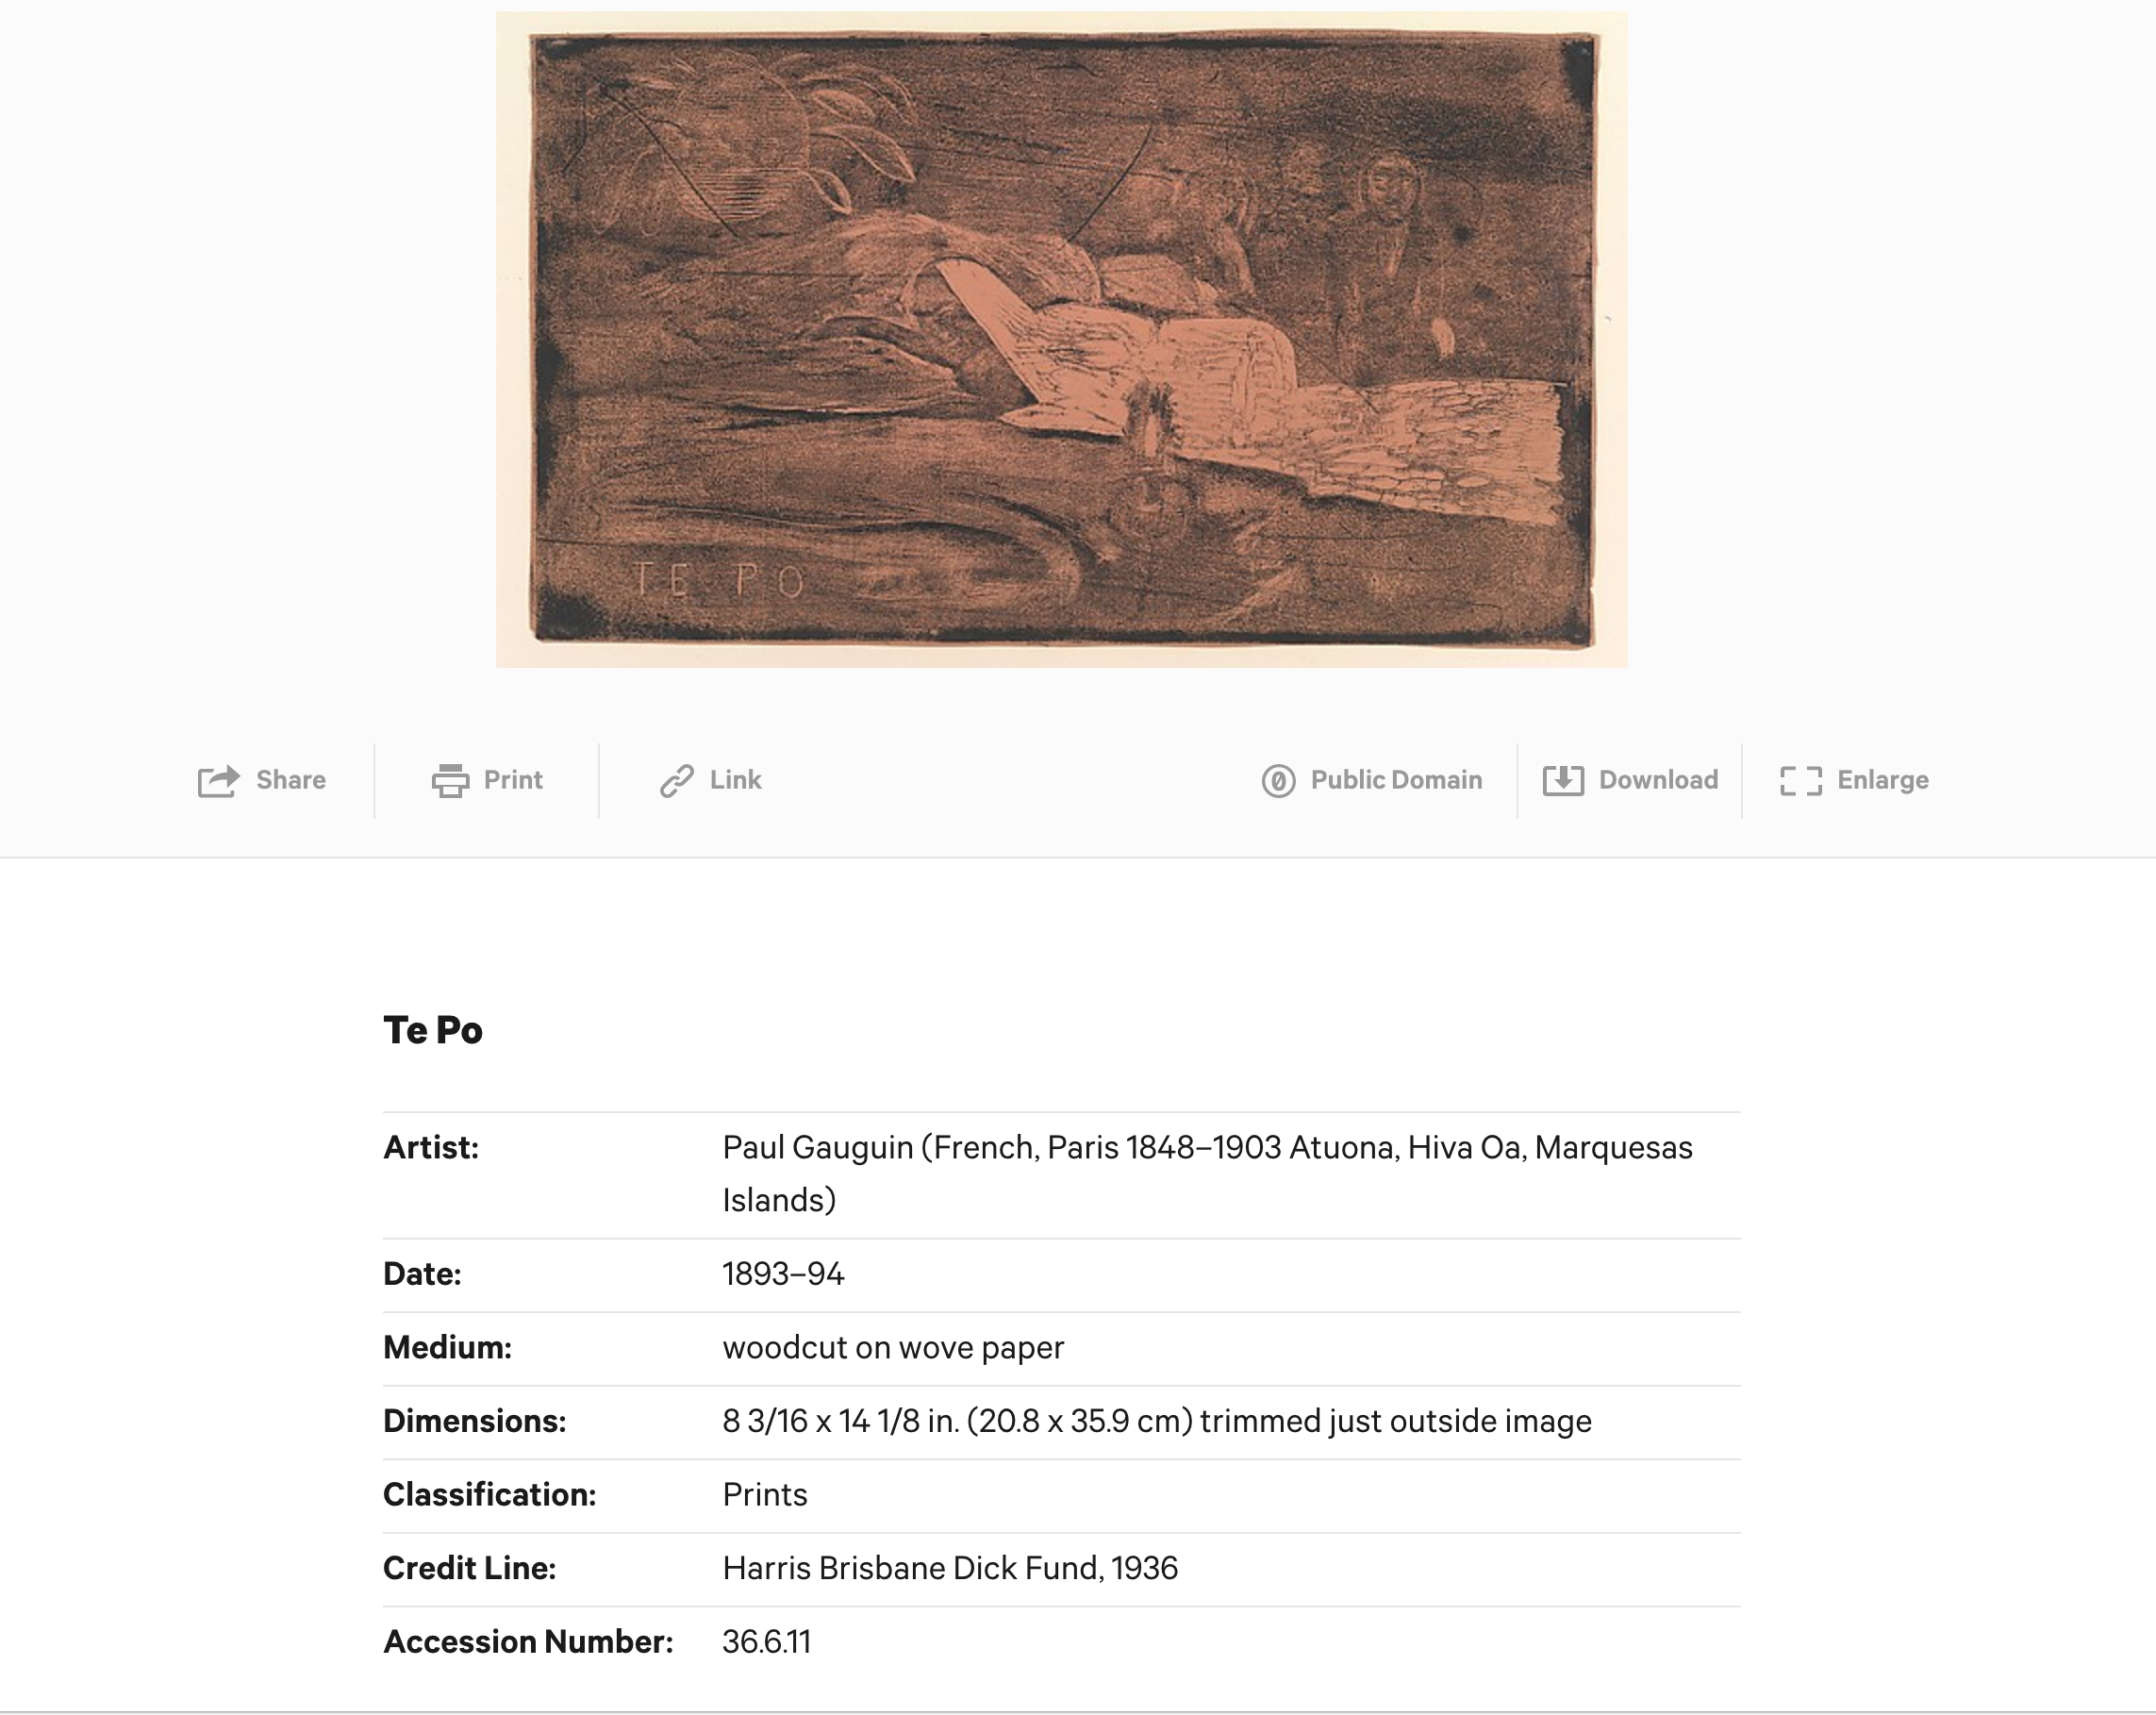 TE PO
Share
Print
Link
Public Domain
Download
Enlarge
Te Po
Artist: Paul Gauguin (French, Paris 1848–1903 Atuona, Hiva Oa, Marquesas
Islands)
Date: 1893–94
Medium: woodcut on wove paper
Dimensions: 8 3/16 x 14 1/8 in. (20.8 x 35.9 cm) trimmed just outside image
Classification: Prints
Credit Line: Harris Brisbane Dick Fund, 1936
Accession Number: 36.6.11